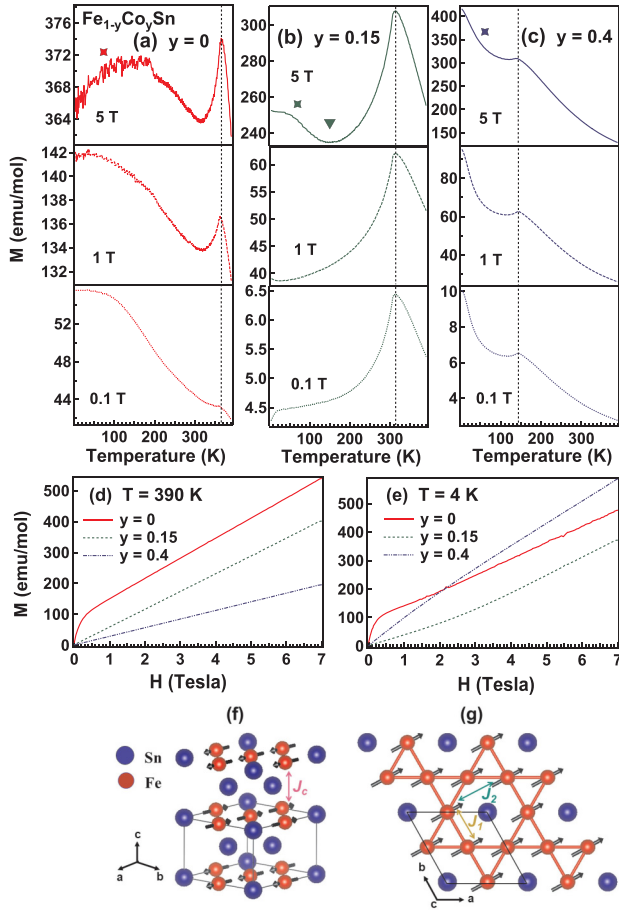 Fe1-yCoySn
(a) y = 0
(b) y = 0.15
(c) y = 0.4
M (emu/mol)
376
372
368
364
5 T
142
140
138
136
134
132
1 T
52
48
44
0.1 T
100 200 300
Temperature (K)
300
280
260
240
5 T
60
55
50
45
40
1 T
6.5
6.0
5.5
5.0
4.5
0.1 T
100 200 300
Temperature (K)
400
350
300
250
200
150
5 T
80
60
40
1 T
10
8
6
4
0.1 T
100 200 300
Temperature (K)
(d) T = 390 K
y = 0
y = 0.15
y = 0.4
M (emu/mol)
500
400
300
200
100
0
0 1 2 3 4 5 6 7
H (Tesla)
(e) T = 4 K
y = 0
y = 0.15
y = 0.4
500
400
300
200
100
0
0 1 2 3 4 5 6 7
H (Tesla)
(f)
Sn
Fe
Jc
c
a
b
(g)
J2
J1
b
c
a